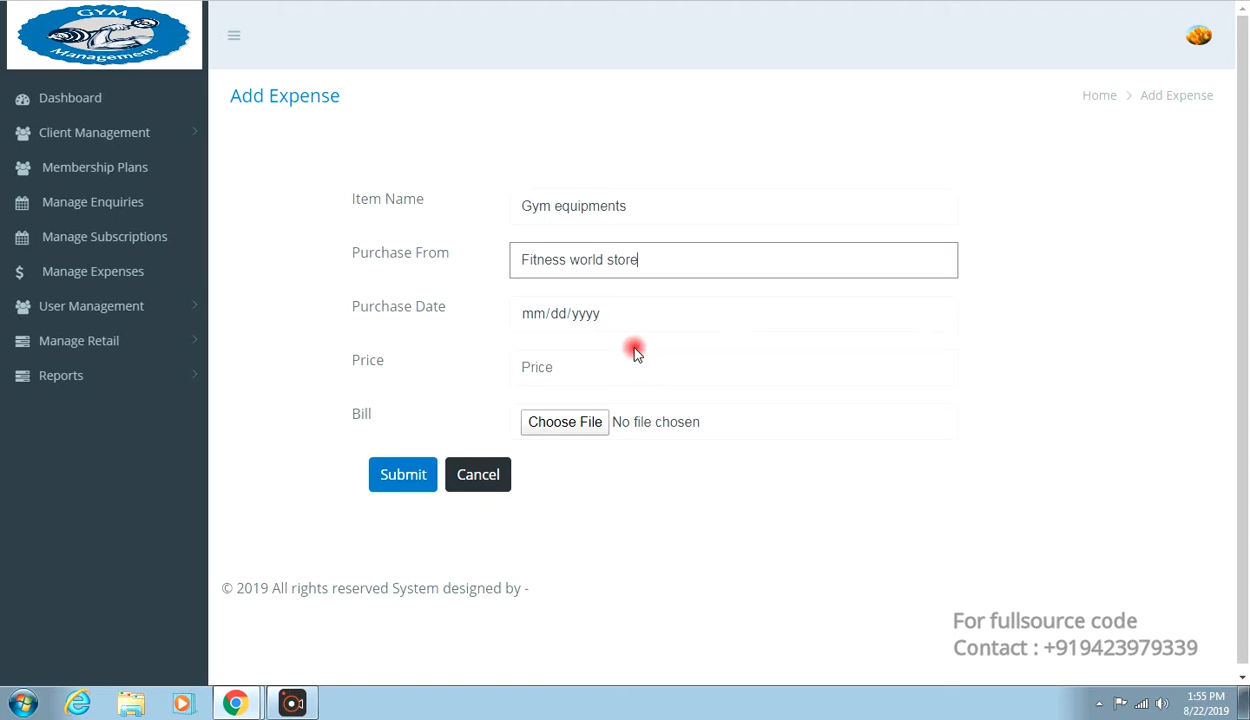 GYM
Management
Dashboard
Client Management
Membership Plans
Manage Enquiries
Manage Subscriptions
Manage Expenses
User Management
Manage Retail
Reports
Add Expense
Home > Add Expense
Item Name
Gym equipments
Purchase From
Fitness world store
Purchase Date
mm/dd/yyyy
Price
Price
Bill
Choose File No file chosen
Submit
Cancel
© 2019 All rights reserved System designed by -
For fullsource code
Contact : +919423979339
1:55 PM
8/22/2019